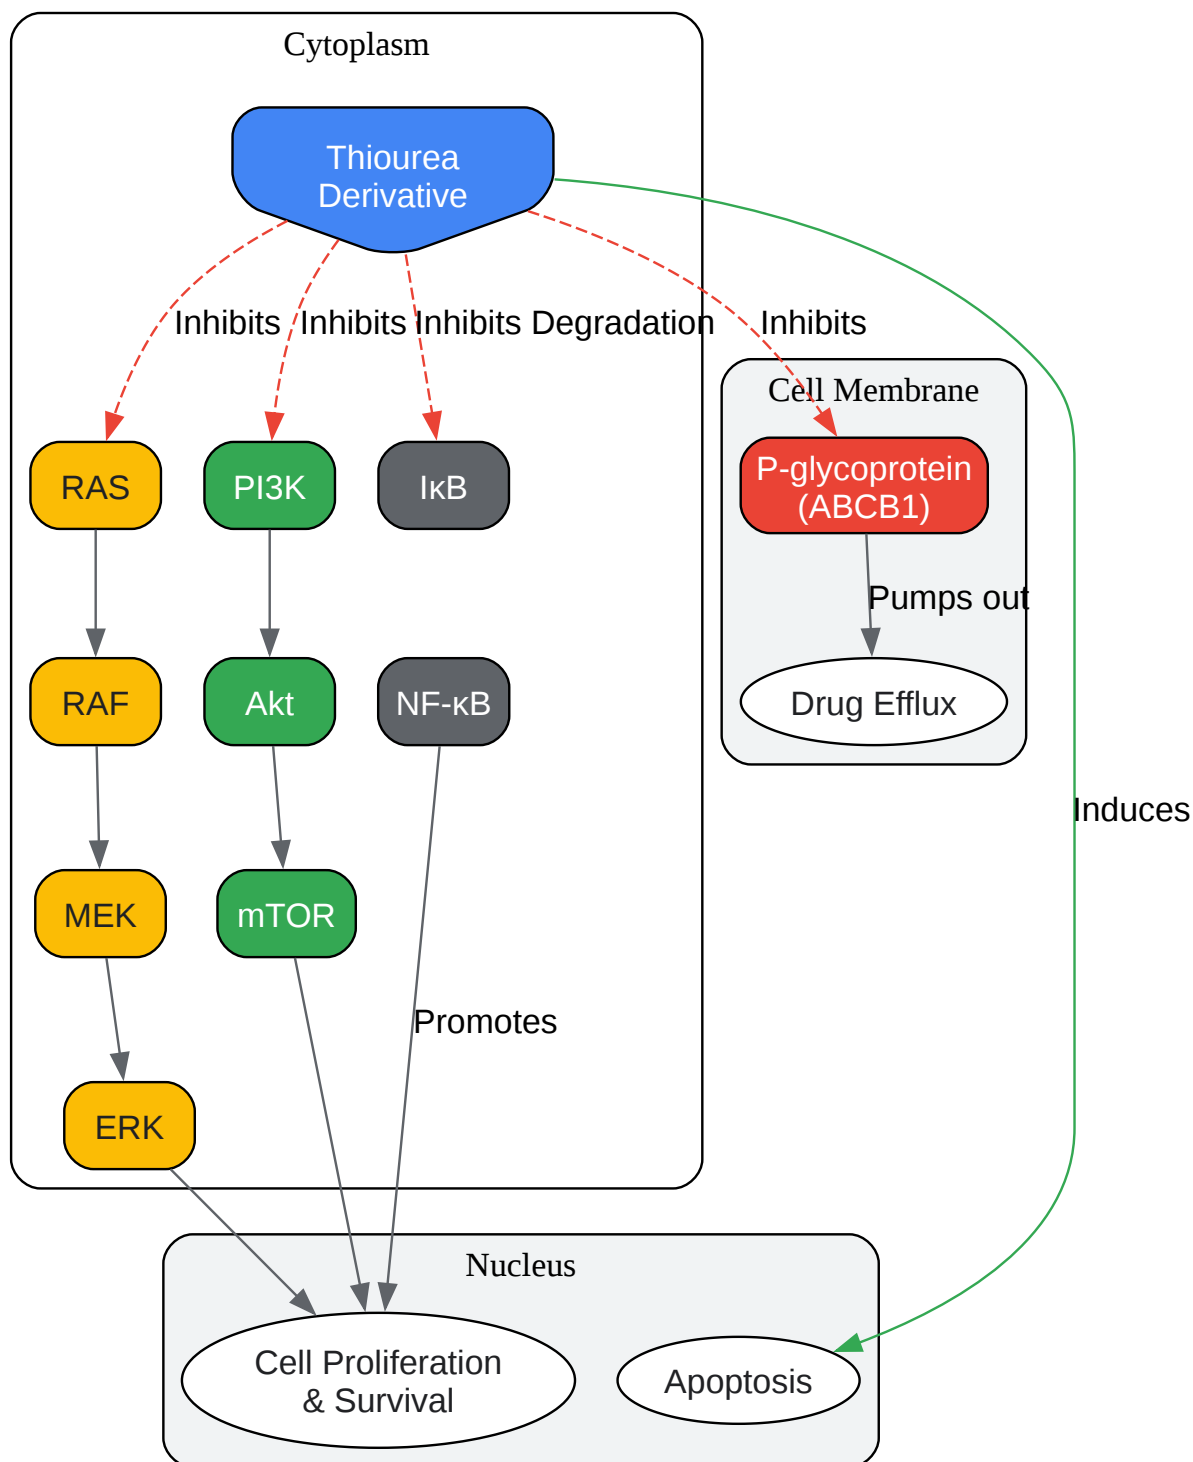 Cytoplasm
Thiourea
Derivative
Inhibits
Inhibits
Inhibits Degradation
Inhibits
Cell Membrane
RAS
PI3K
IκB
P-glycoprotein
(ABCB1)
Pumps out
RAF
Akt
NF-κB
Drug Efflux
Induces
MEK
mTOR
Promotes
ERK
Nucleus
Cell Proliferation
& Survival
Apoptosis